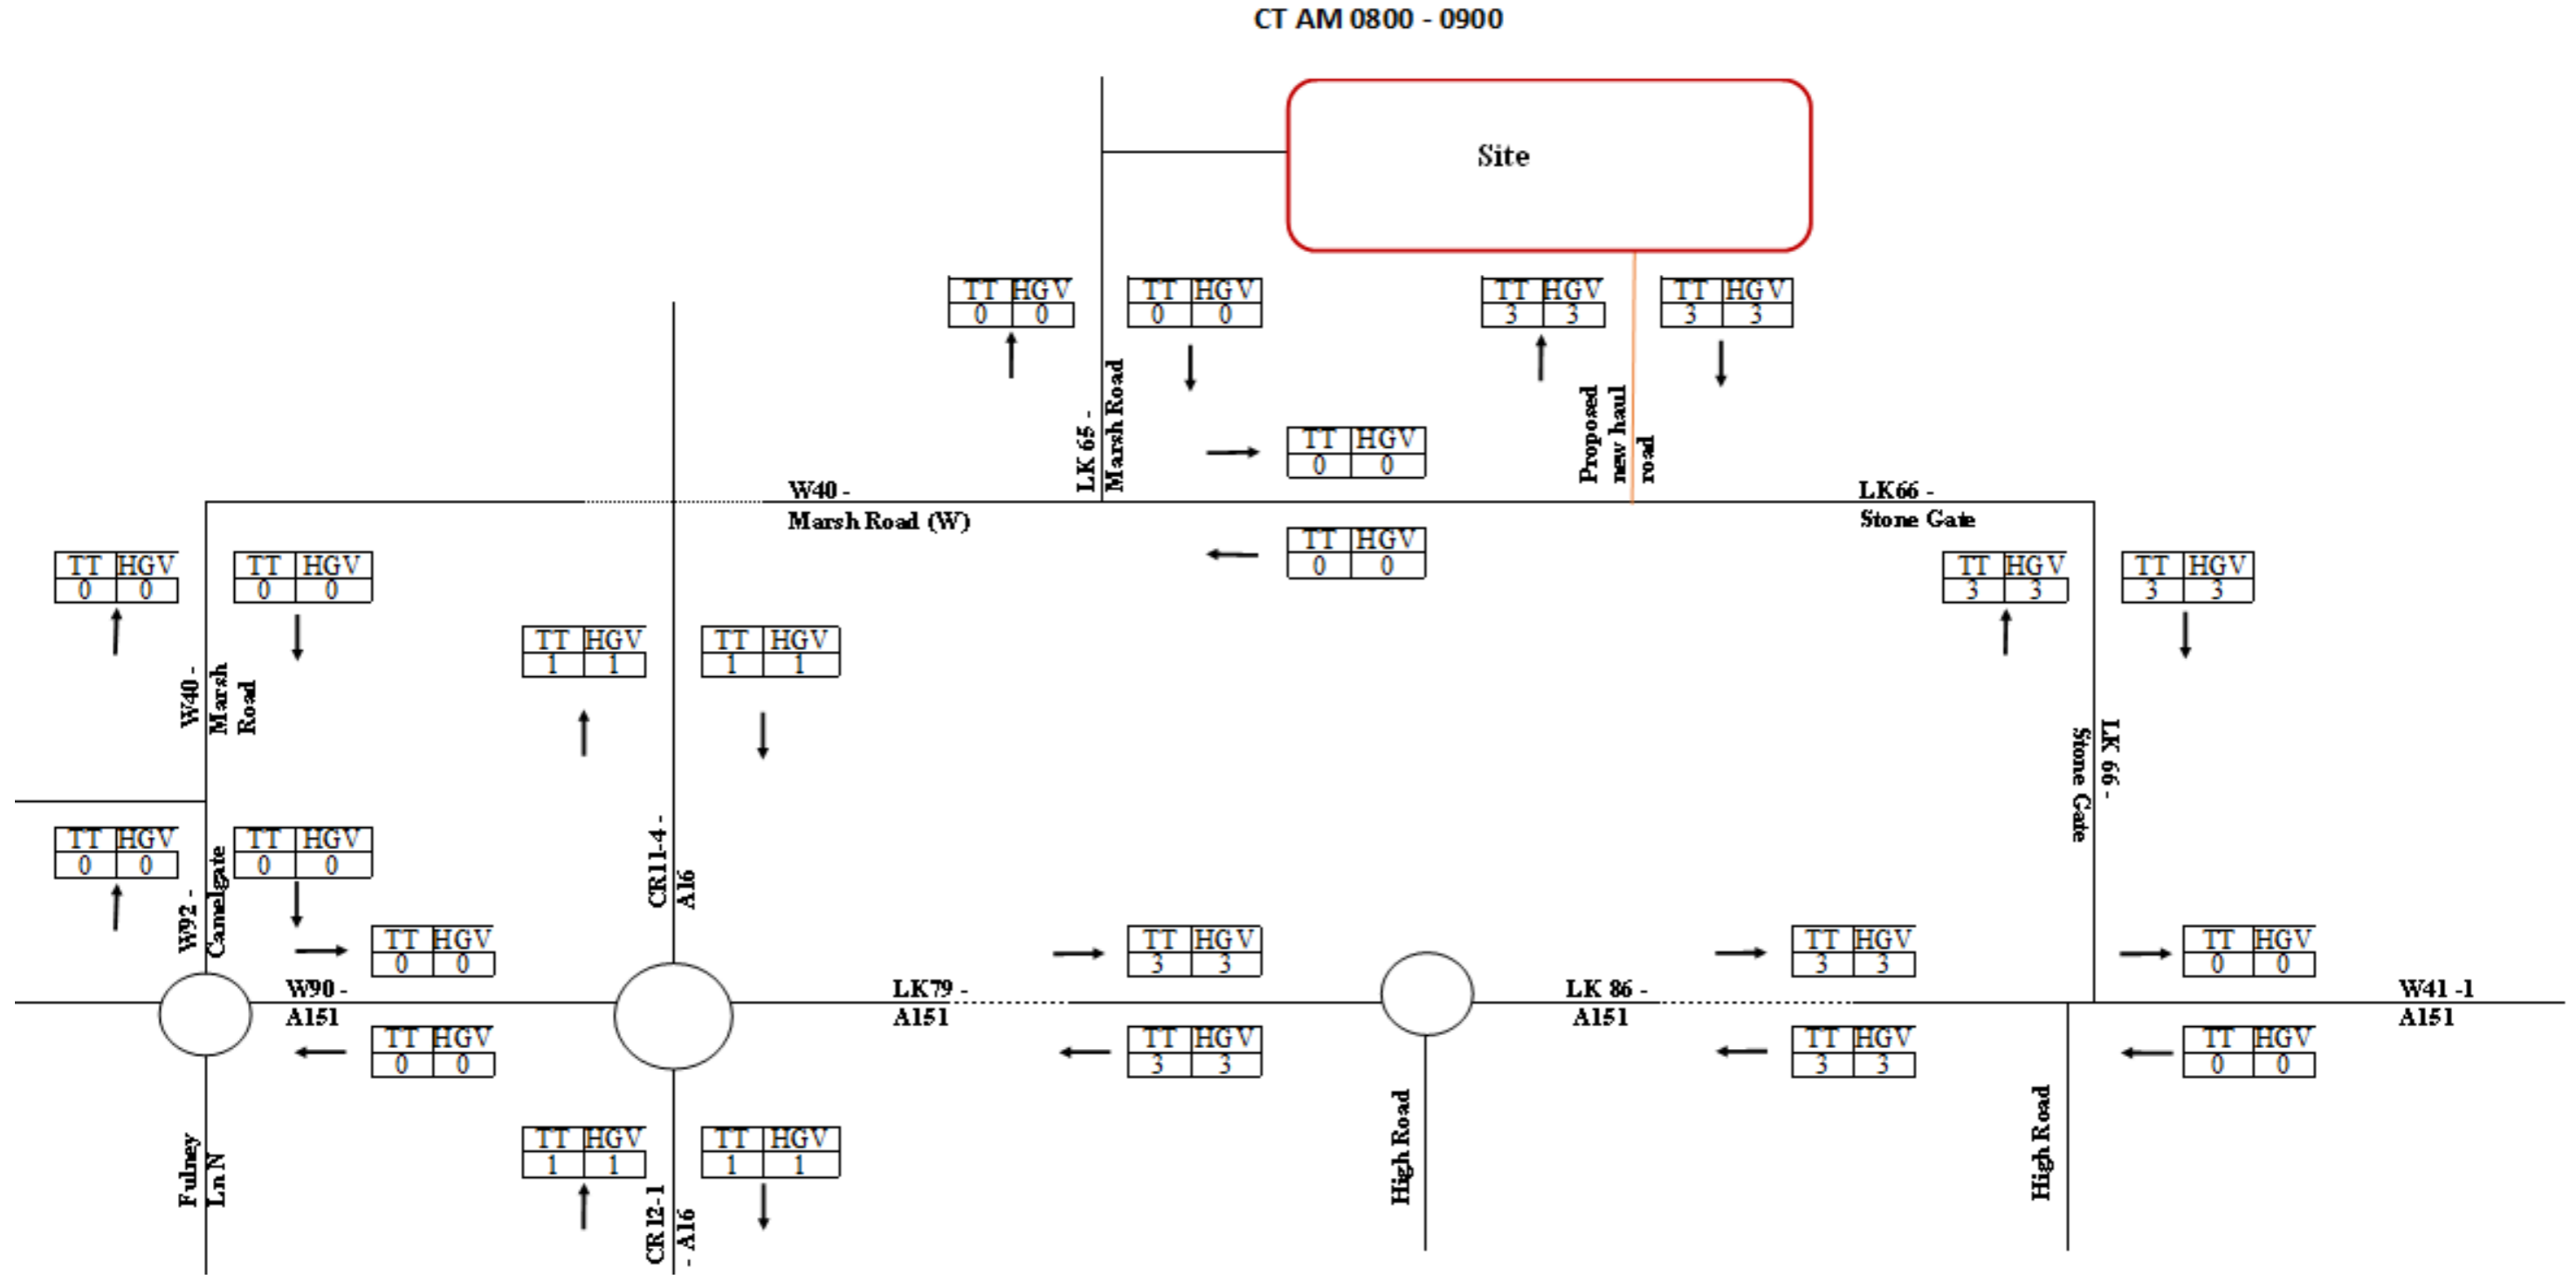 CT AM 0800 - 0900
Site
TT HGV
0 0
TT HGV
0 0
TT HGV
3 3
TT HGV
3 3
LK 65 -
Marsh Road
Proposed
new haul
road
TT HGV
0 0
W40 -
Marsh Road (W)
LK66 -
Stone Gate
TT HGV
0 0
TT HGV
0 0
TT HGV
0 0
TT HGV
3 3
TT HGV
3 3
TT HGV
1 1
TT HGV
1 1
W40 -
Marsh
Road
LK 66 -
Stone Gate
TT HGV
0 0
TT HGV
0 0
W92 -
Camelgate
CR11-4 -
A16
TT HGV
0 0
TT HGV
3 3
TT HGV
3 3
TT HGV
0 0
W90 -
A151
LK79 -
A151
LK 86 -
A151
W41 -1
A151
TT HGV
0 0
TT HGV
3 3
TT HGV
3 3
TT HGV
0 0
Fulney
Ln N
TT HGV
1 1
TT HGV
1 1
CR12-1
- A16
High Road
High Road